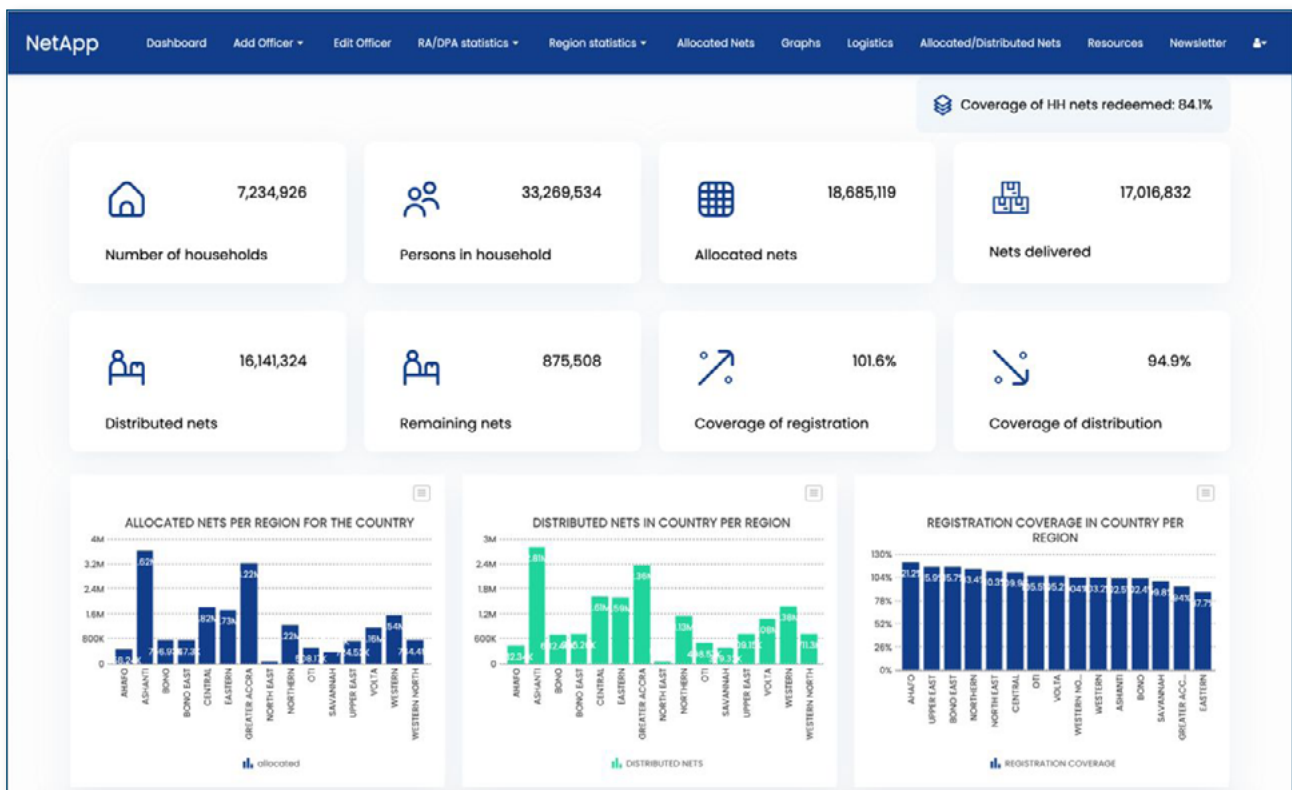 NetApp Dashboard Add Officer Edit Officer RA/DPA statistics Region statistics Allocated Nets Graphs Logistics Allocated/Distributed Nets Resources Newsletter
Coverage of HH nets redeemed: 84.1%
7,234,926
Number of households
33,269,534
Persons in household
18,685,119
Allocated nets
17,016,832
Nets delivered
16,141,324
Distributed nets
875,508
Remaining nets
101.6%
Coverage of registration
94.9%
Coverage of distribution
ALLOCATED NETS PER REGION FOR THE COUNTRY
4M
3.2M
2.4M
1.6M
800K
0
AHAFO
ASHANTI
BONO
BONO EAST
CENTRAL
EASTERN
GREATER ACCRA
NORTH EAST
NORTHERN
OTI
SAVANNAH
UPPER EAST
VOLTA
WESTERN
WESTERN NORTH
allocated
DISTRIBUTED NETS IN COUNTRY PER REGION
3M
2.4M
1.8M
1.2M
600K
0
AHAFO
ASHANTI
BONO
BONO EAST
CENTRAL
EASTERN
GREATER ACCRA
NORTH EAST
NORTHERN
OTI
SAVANNAH
UPPER EAST
VOLTA
WESTERN
WESTERN NORTH
DISTRIBUTED NETS
REGISTRATION COVERAGE IN COUNTRY PER
REGION
130%
104%
78%
52%
26%
0%
AHAFO
UPPER EAST
BONO EAST
NORTHERN
NORTH EAST
CENTRAL
OTI
VOLTA
WESTERN NO...
WESTERN
ASHANTI
BONO
SAVANNAH
GREATER ACC...
EASTERN
REGISTRATION COVERAGE